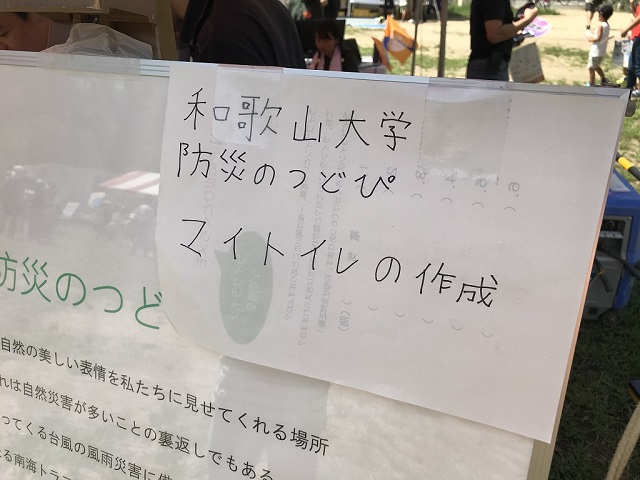 和歌山大学
防災のつどぴ
マイトイレの作成
防災のつど
自然の美しい表情を私たちに見せてくれる場所
れは自然災害が多いことの裏返しでもある
ってくる台風の風雨災害に備
る南海トラ